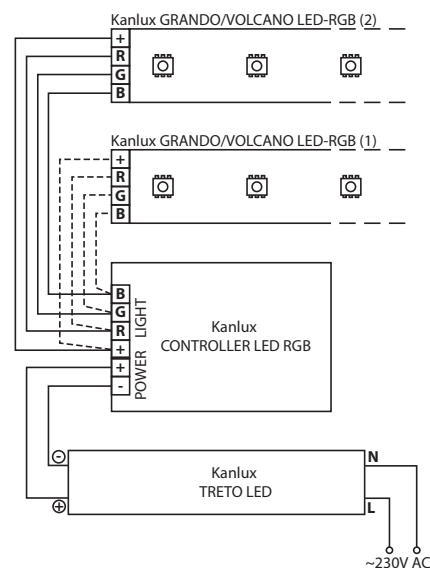 Kanlux GRANDO/VOLCANO LED-RGB (2)
+
R
G
B
Kanlux GRANDO/VOLCANO LED-RGB (1)
+
R
G
B
B
G
R
+
LIGHT
+
-
POWER
Kanlux
CONTROLLER LED RGB
-
+
Kanlux
TRETO LED
N
L
~230V AC